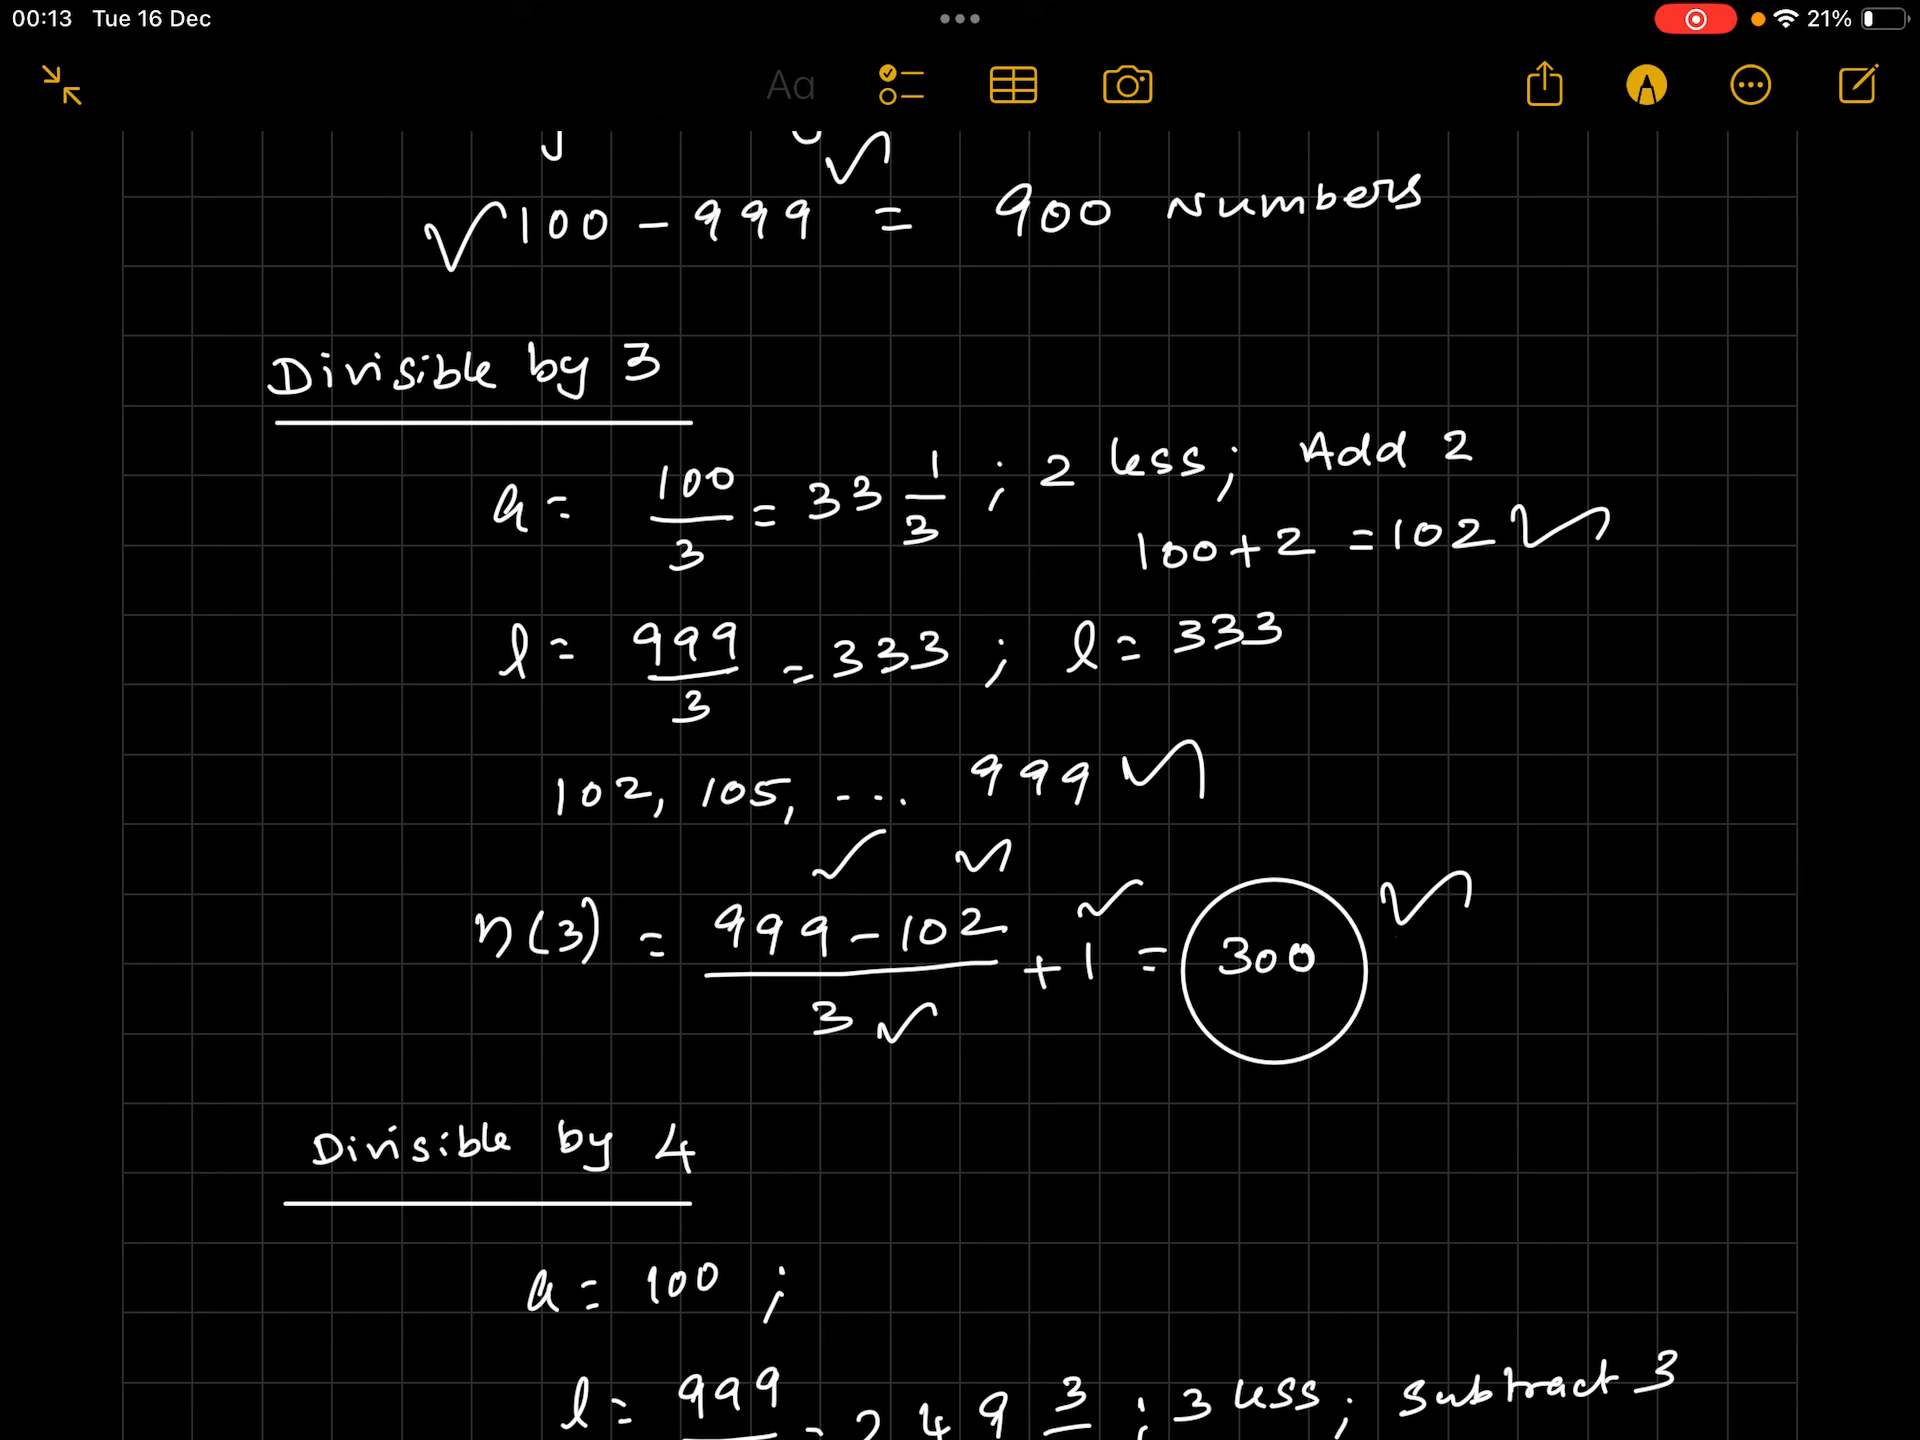 00:13 Tue 16 Dec 21%
Aa
100 - 999 = 900 Numbers
Divisible by 3
a = 100/3 = 33 1/3 ; 2 less; Add 2
100+2 = 102
l = 999/3 = 333 ; l = 333
102, 105, ... 999
n(3) = 999-102/3 + 1 = 300
Divisible by 4
a = 100 ;
l = 999 = 249 3 ; 3 less; Subtract 3